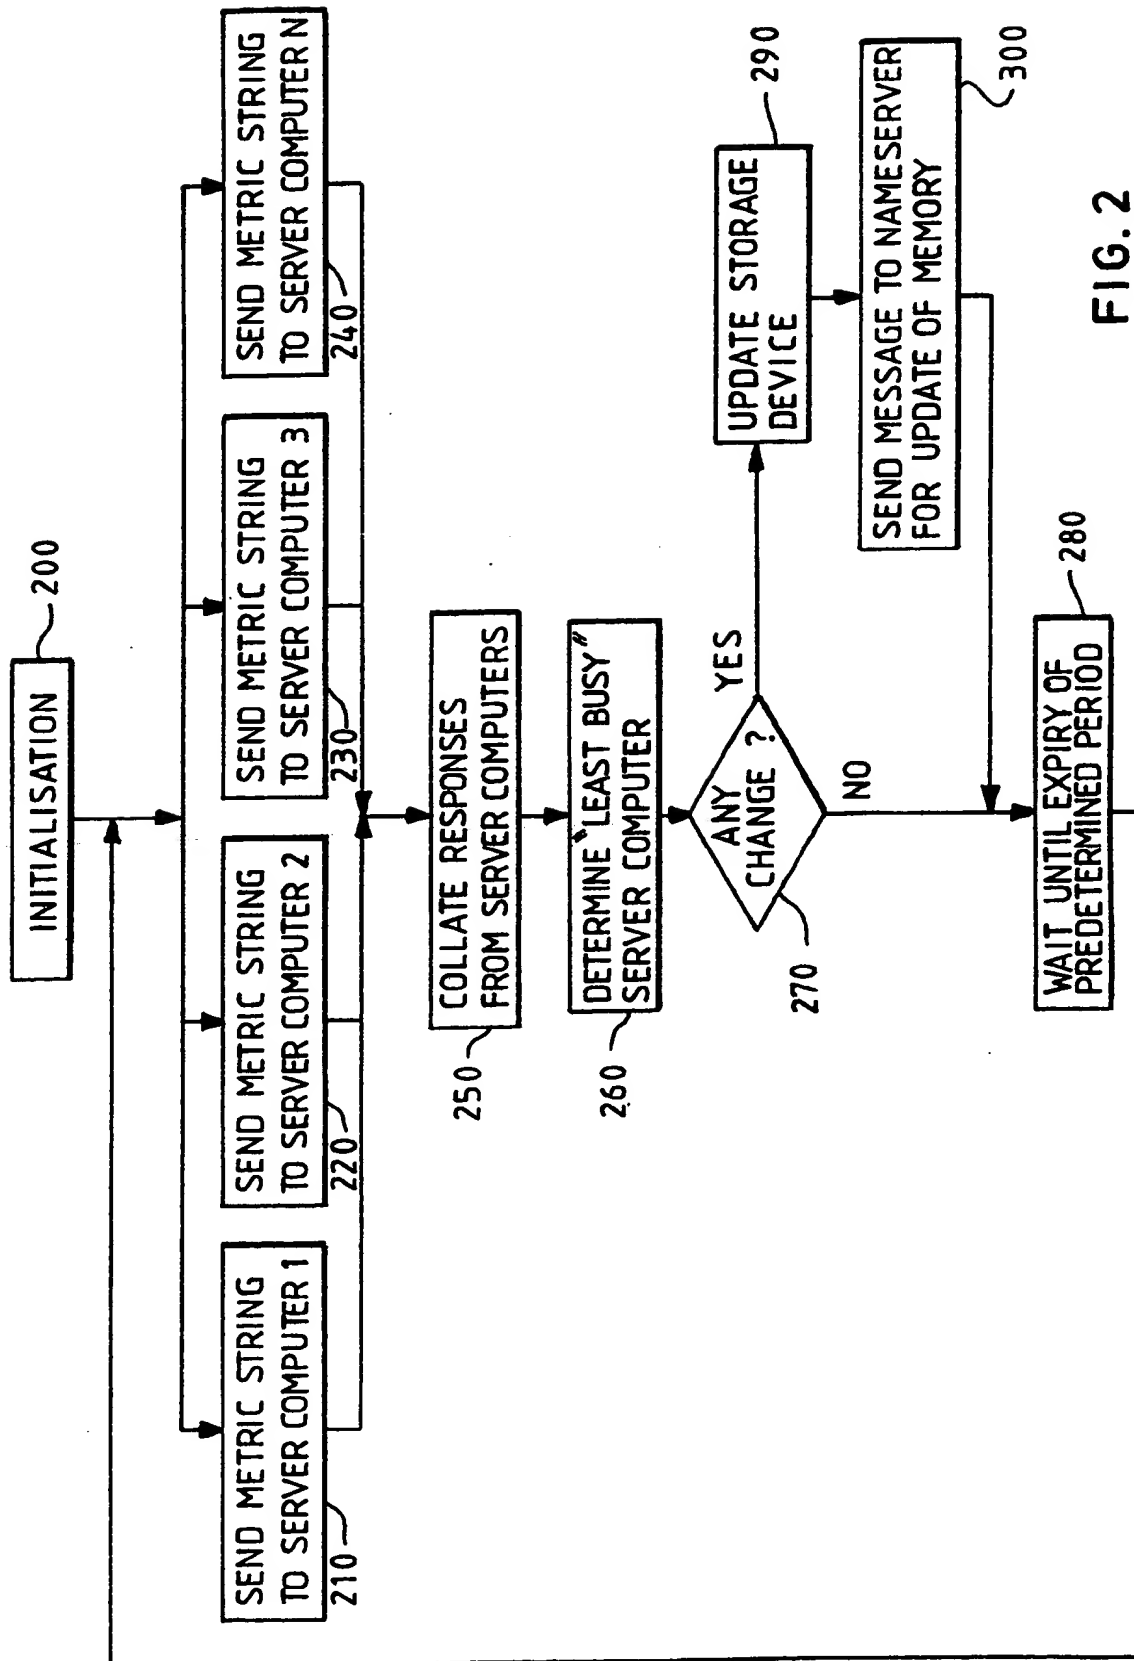 INITIALISATION
200
SEND METRIC STRING
TO SERVER COMPUTER 1
210
SEND METRIC STRING
TO SERVER COMPUTER 2
220
SEND METRIC STRING
TO SERVER COMPUTER 3
230
SEND METRIC STRING
TO SERVER COMPUTER N
240
COLLATE RESPONSES
FROM SERVER COMPUTERS
250
DETERMINE "LEAST BUSY"
SERVER COMPUTER
260
ANY
CHANGE ?
270
YES
NO
UPDATE STORAGE
DEVICE
290
SEND MESSAGE TO NAMESERVER
FOR UPDATE OF MEMORY
300
WAIT UNTIL EXPIRY OF
PREDETERMINED PERIOD
280
FIG. 2